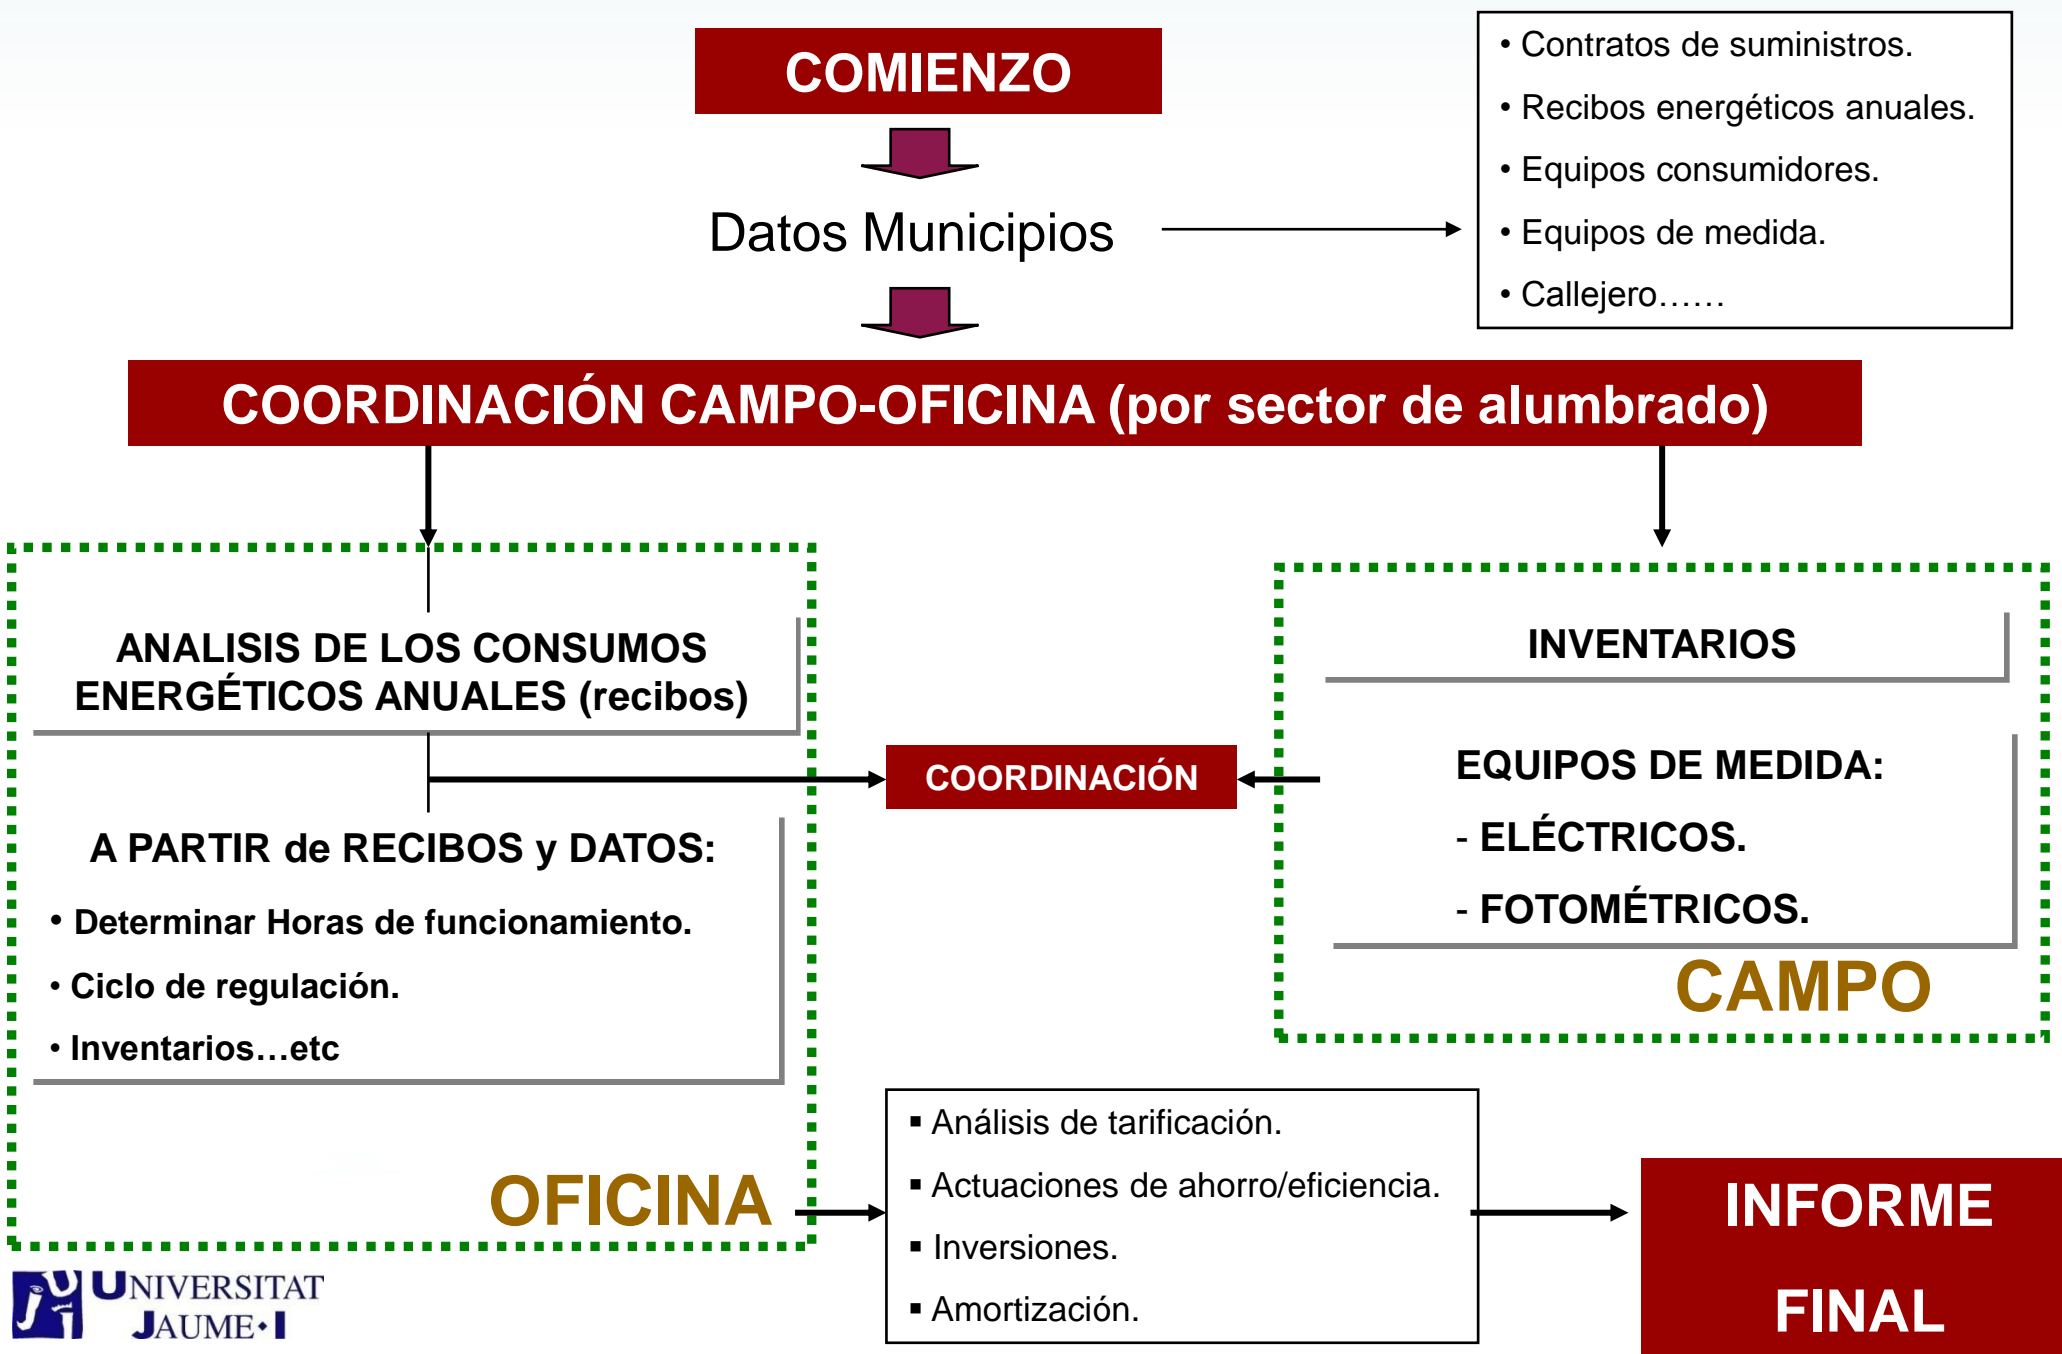 COMIENZO
• Contratos de suministros.
• Recibos energéticos anuales.
• Equipos consumidores.
• Equipos de medida.
• Callejero……
Datos Municipios
COORDINACIÓN CAMPO-OFICINA (por sector de alumbrado)
ANALISIS DE LOS CONSUMOS
ENERGÉTICOS ANUALES (recibos)
A PARTIR de RECIBOS y DATOS:
• Determinar Horas de funcionamiento.
• Ciclo de regulación.
• Inventarios…etc
OFICINA
COORDINACIÓN
INVENTARIOS
EQUIPOS DE MEDIDA:
- ELÉCTRICOS.
- FOTOMÉTRICOS.
CAMPO
▪ Análisis de tarificación.
▪ Actuaciones de ahorro/eficiencia.
▪ Inversiones.
▪ Amortización.
INFORME
FINAL
UNIVERSITAT
JAUME•I